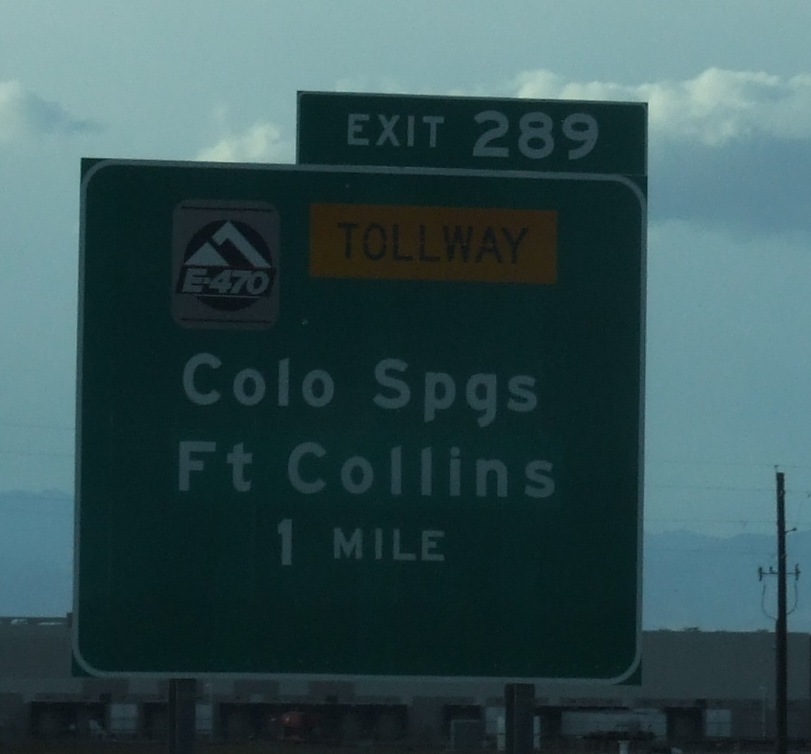 EXIT 289
E-470 TOLLWAY
Colo Spgs
Ft Collins
1 MILE